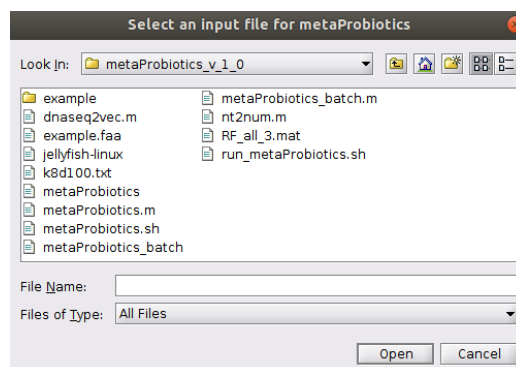 Select an input file for metaProbiotics
Look In: metaProbiotics_v_1_0
example
dnaseq2vec.m
example.faa
jellyfish-linux
k8d100.txt
metaProbiotics
metaProbiotics.m
metaProbiotics.sh
metaProbiotics_batch
metaProbiotics_batch.m
nt2num.m
RF_all_3.mat
run_metaProbiotics.sh
File Name:
Files of Type: All Files
Open Cancel